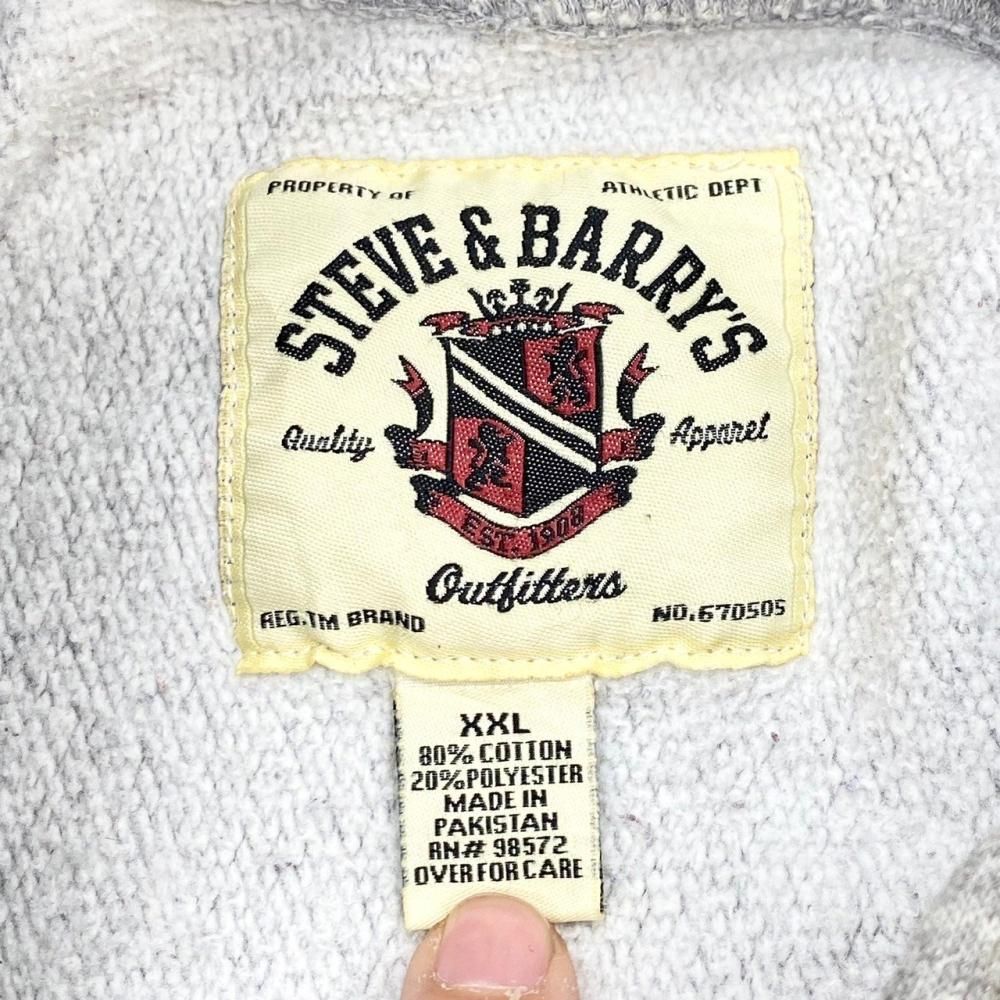 PROPERTY OF ATHLETIC DEPT
STEVE & BARRY'S
Quality Apparel
EST. 1908
Outfitters
REG.TM BRAND NO.670505
XXL
80% COTTON
20% POLYESTER
MADE IN
PAKISTAN
RN# 98572
OVER FOR CARE